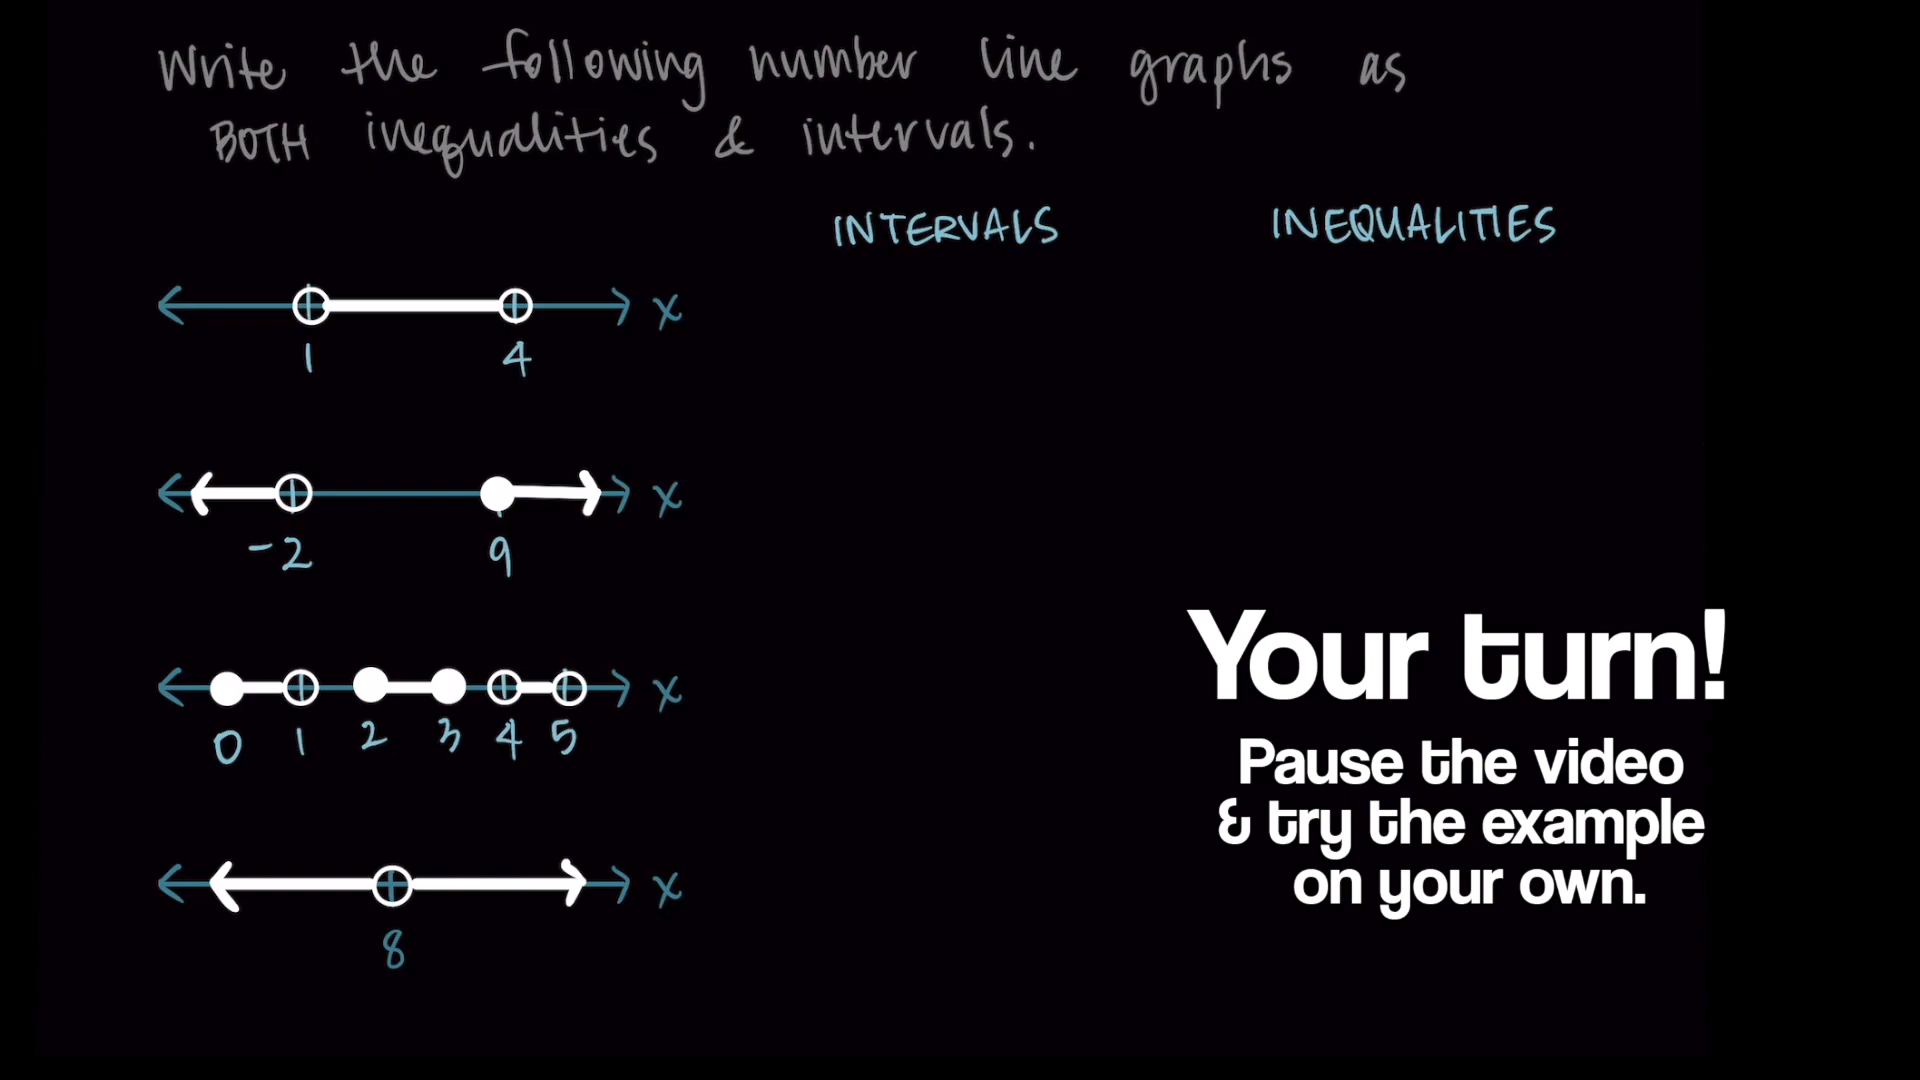 Write the following number line graphs as
BOTH inequalities & intervals.
INTERVALS INEQUALITIES
x
1 4
x
-2 9
x
0 1 2 3 4 5
x
8
Your turn!
Pause the video
& try the example
on your own.